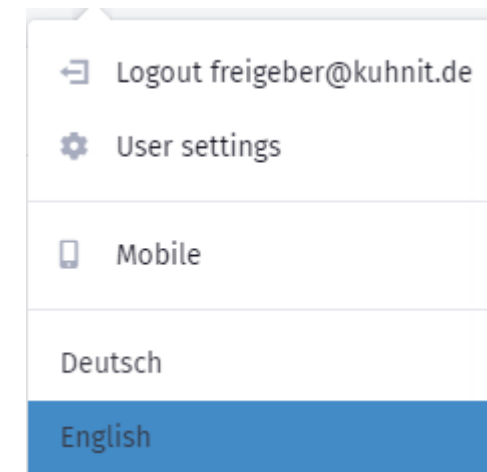 Logout freigeber@kuhnit.de
User settings
Mobile
Deutsch
English